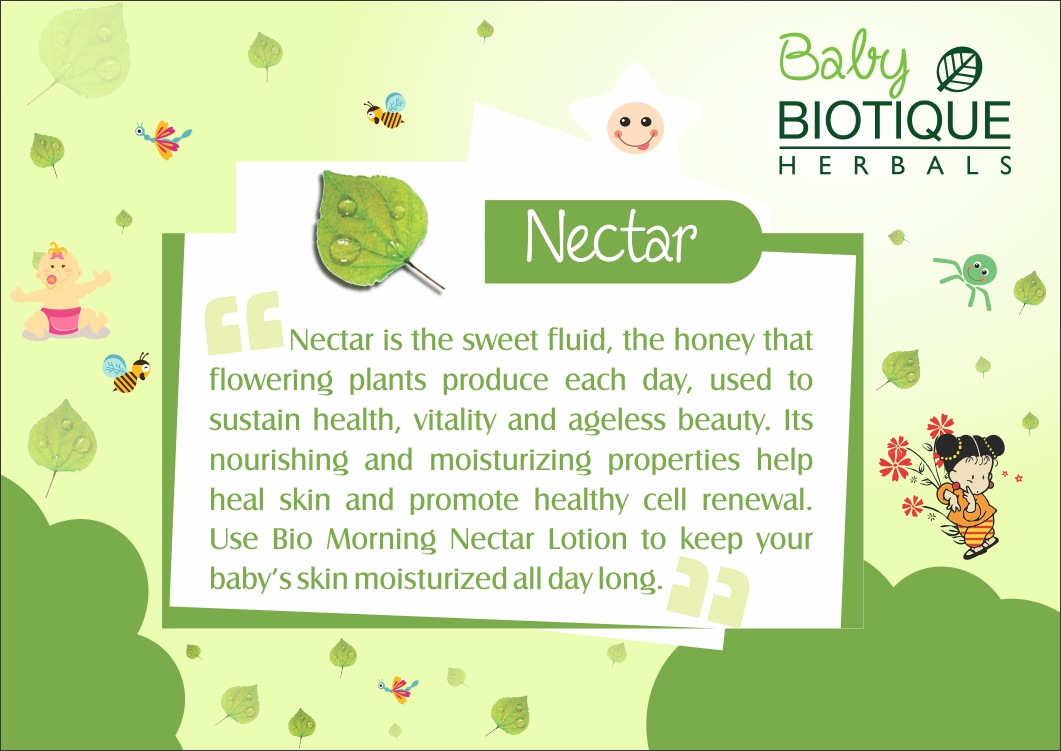 Baby
BIOTIQUE
HERBALS
Nectar
“Nectar is the sweet fluid, the honey that
flowering plants produce each day, used to
sustain health, vitality and ageless beauty. Its
nourishing and moisturizing properties help
heal skin and promote healthy cell renewal.
Use Bio Morning Nectar Lotion to keep your
baby’s skin moisturized all day long.”